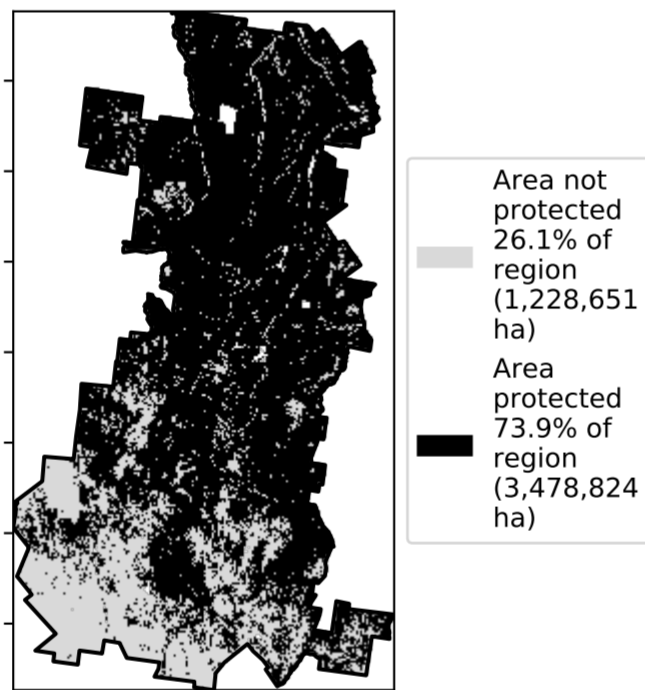 Area not
protected
26.1% of
region
(1,228,651
ha)
Area
protected
73.9% of
region
(3,478,824
ha)